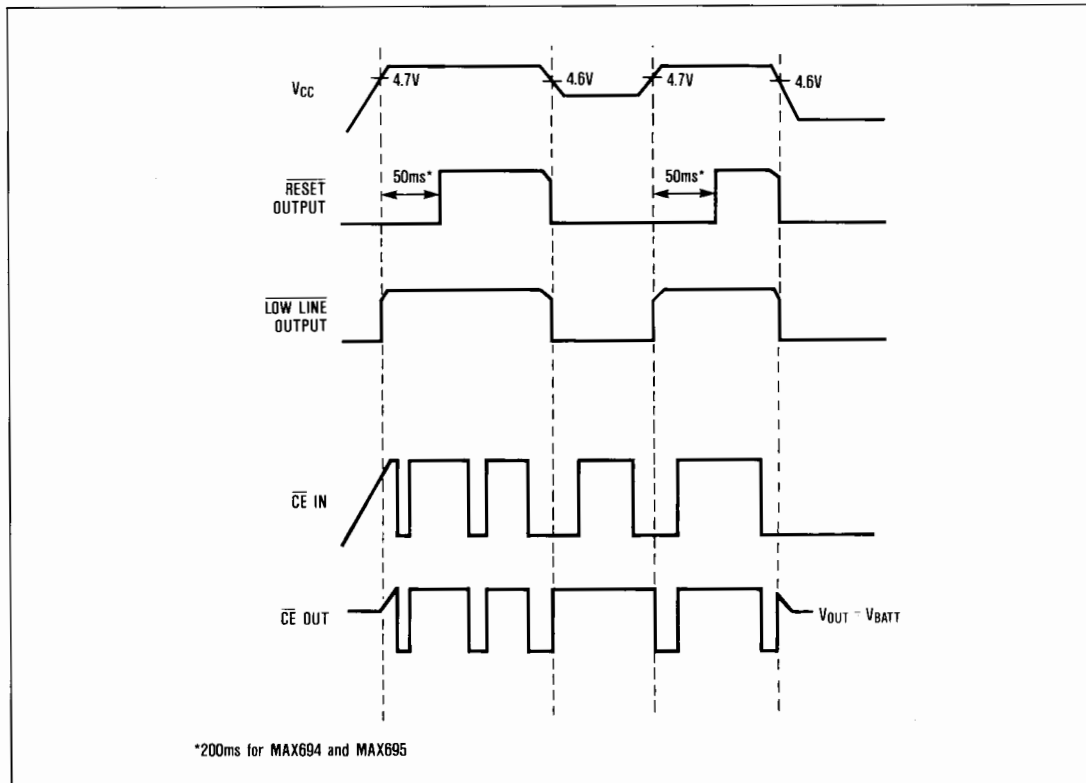 VCC
4.7V
4.6V
4.7V
4.6V
RESET
OUTPUT
50ms*
50ms*
LOW LINE
OUTPUT
CE IN
CE OUT
VOUT = VBATT
*200ms for MAX694 and MAX695